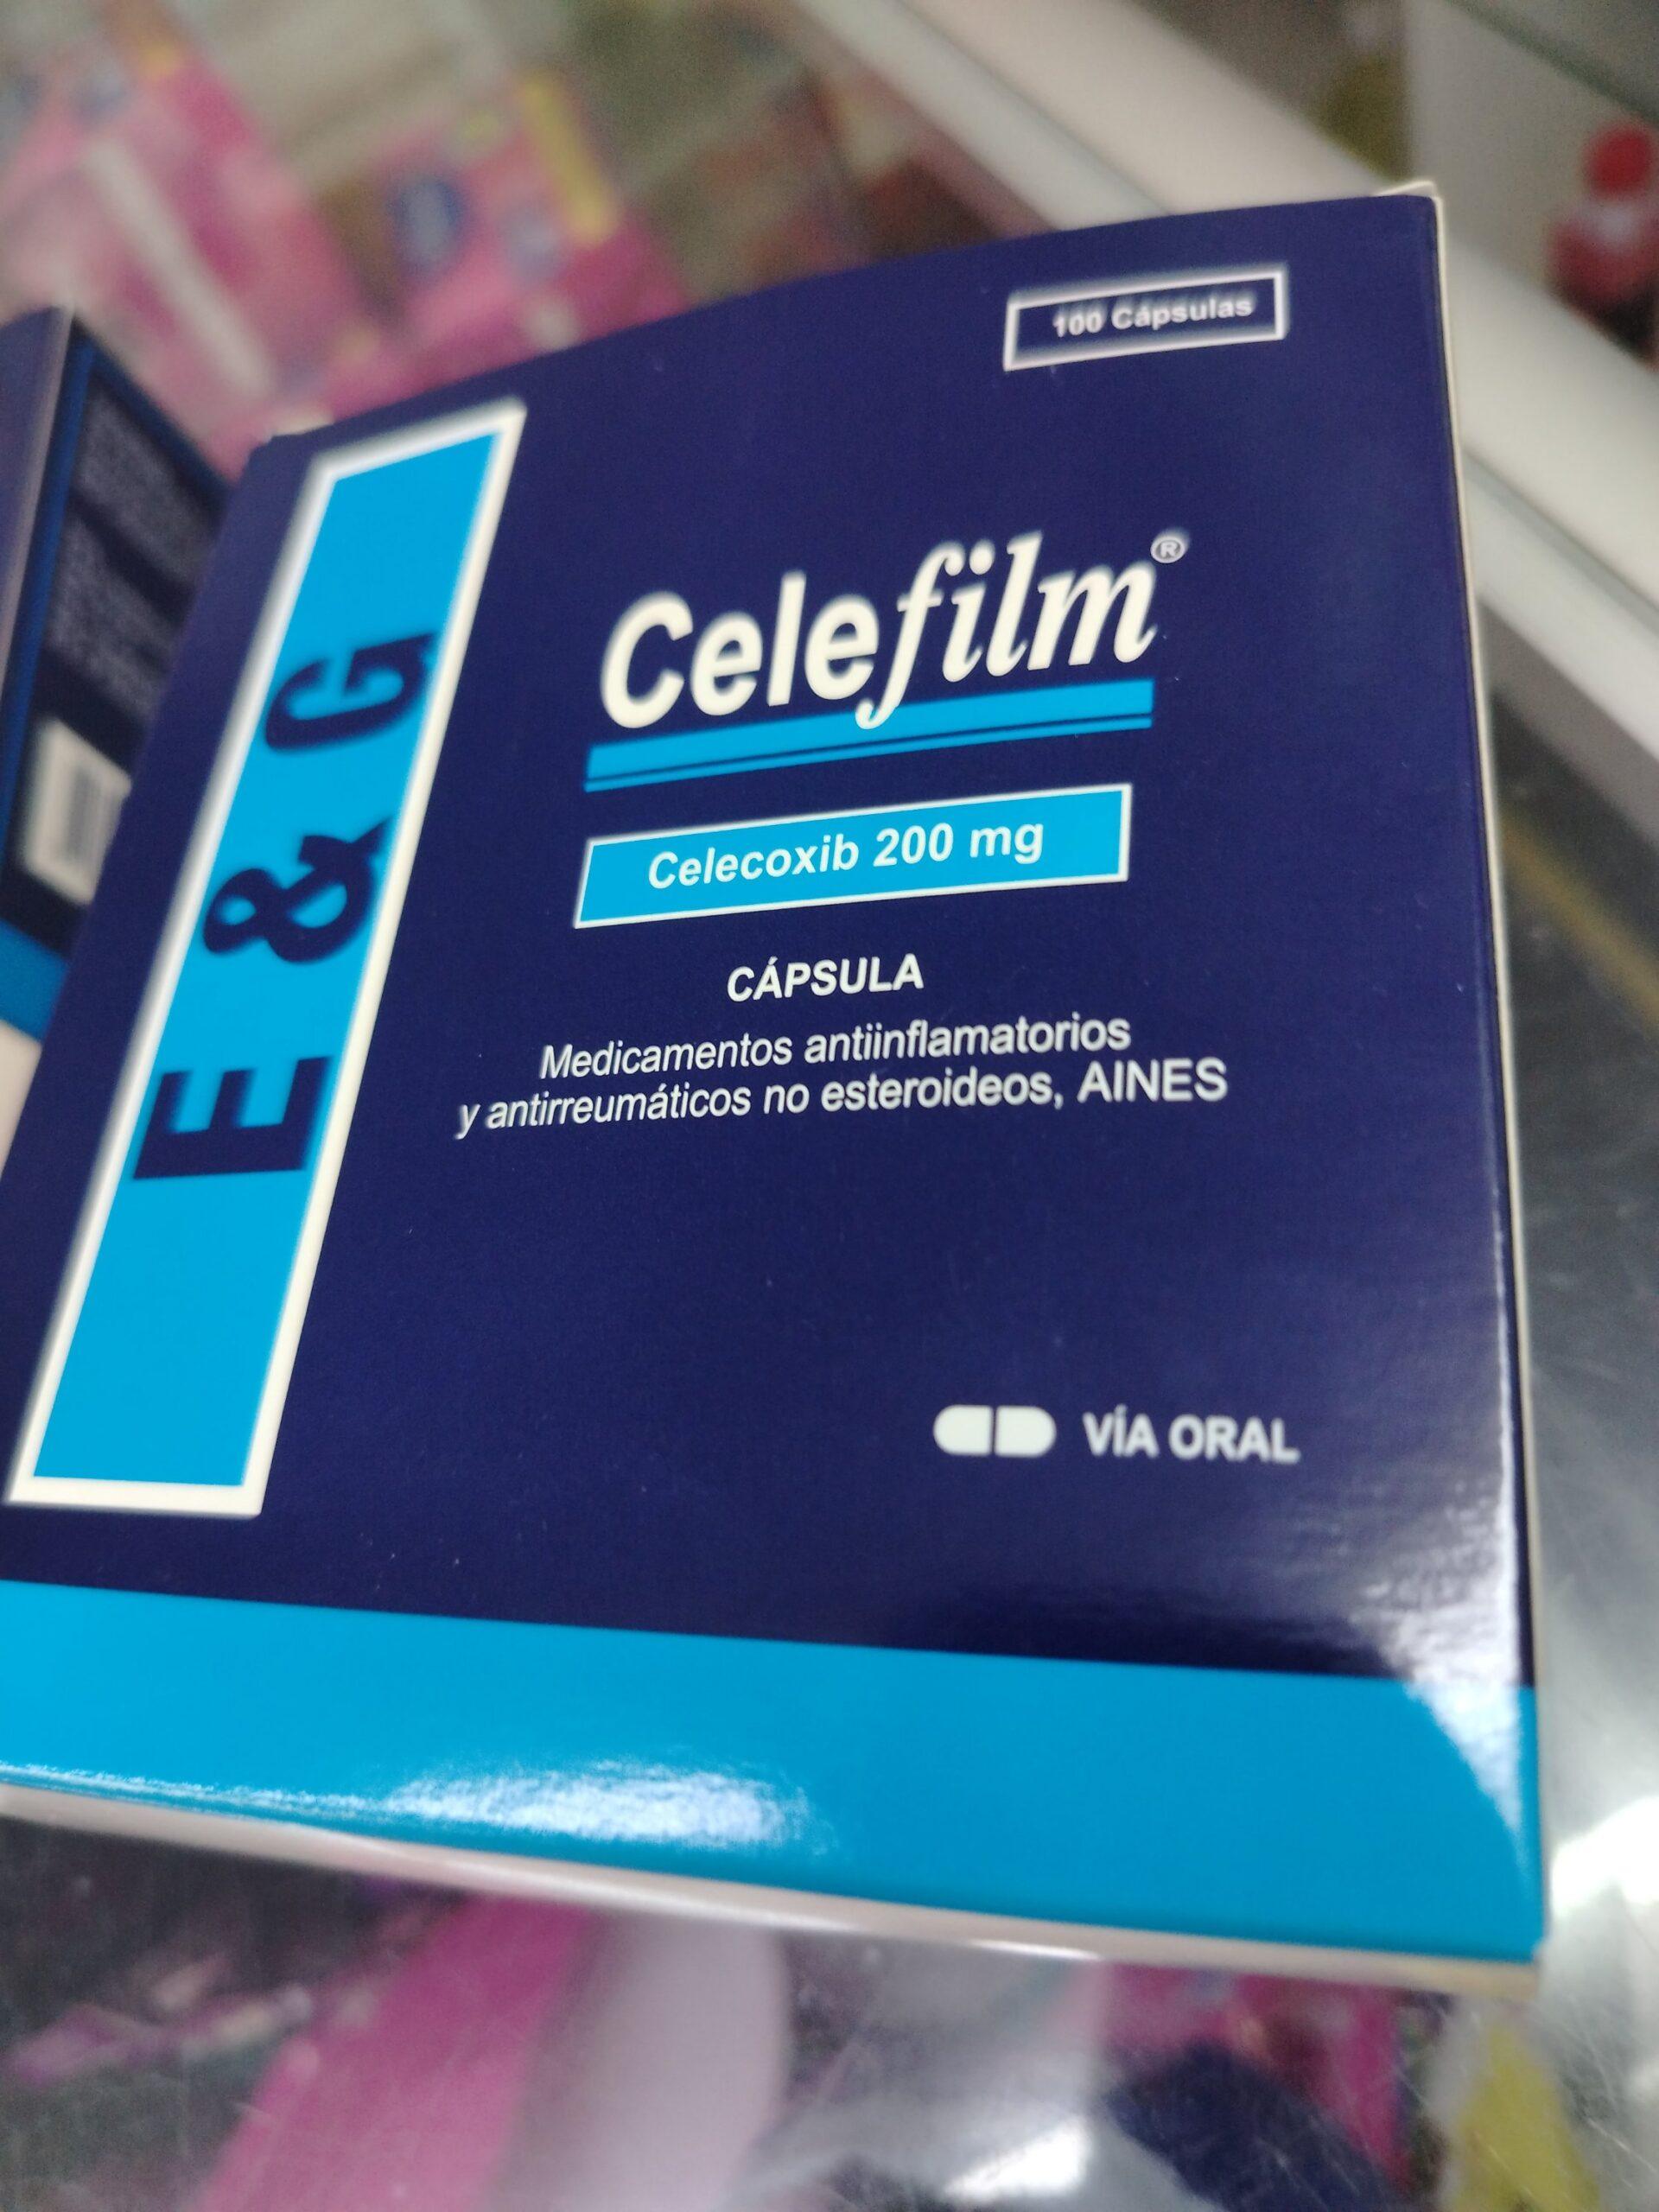 100 Cápsulas
E & G
Celefilm®
Celecoxib 200 mg
CÁPSULA
Medicamentos antiinflamatorios
y antirreumáticos no esteroideos, AINES
VÍA ORAL